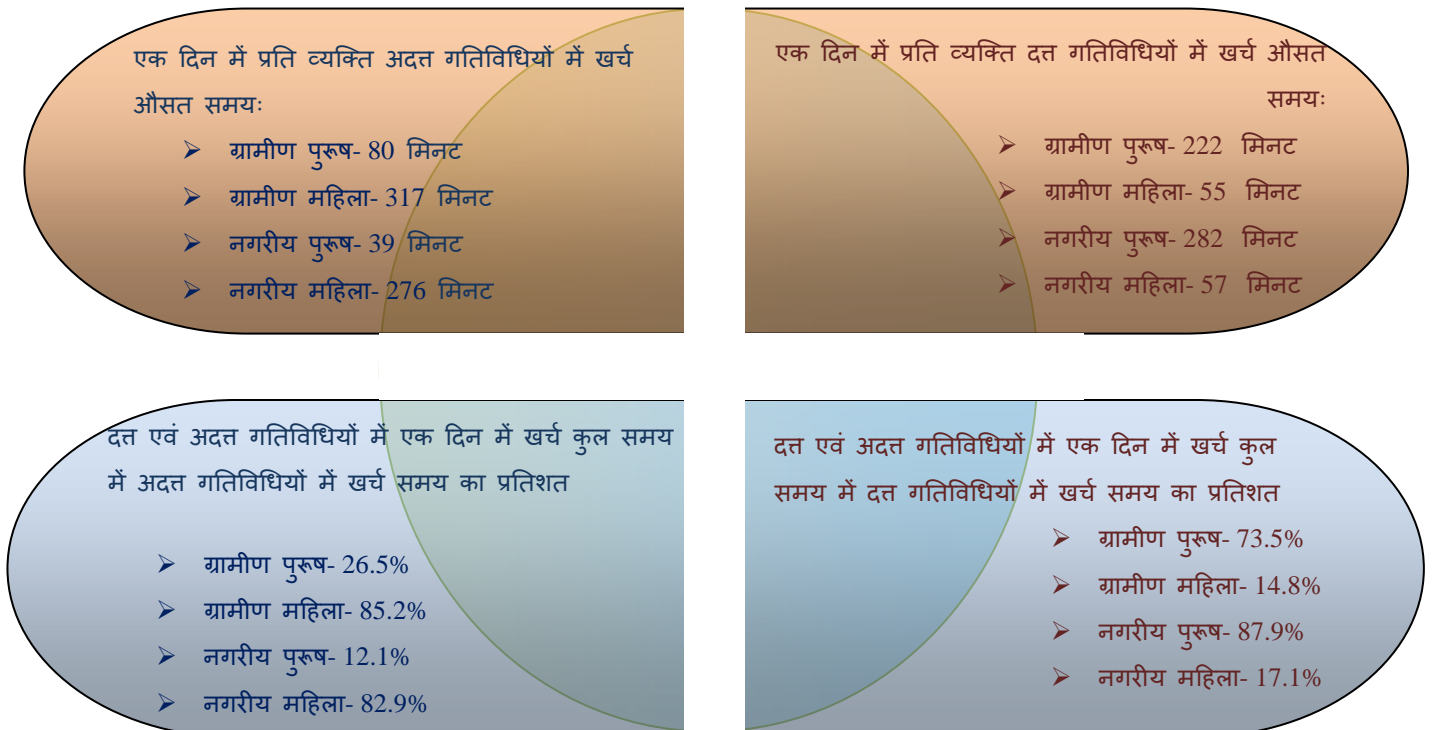 एक दिन में प्रति व्यक्ति अदत्त गतिविधियों में खर्च
औसत समयः
➢ ग्रामीण पुरूष- 80 मिनट
➢ ग्रामीण महिला- 317 मिनट
➢ नगरीय पुरूष- 39 मिनट
➢ नगरीय महिला- 276 मिनट
एक दिन में प्रति व्यक्ति दत्त गतिविधियों में खर्च औसत
समयः
➢ ग्रामीण पुरूष- 222 मिनट
➢ ग्रामीण महिला- 55 मिनट
➢ नगरीय पुरूष- 282 मिनट
➢ नगरीय महिला- 57 मिनट
दत्त एवं अदत्त गतिविधियों में एक दिन में खर्च कुल समय
में अदत्त गतिविधियों में खर्च समय का प्रतिशत
➢ ग्रामीण पुरूष- 26.5%
➢ ग्रामीण महिला- 85.2%
➢ नगरीय पुरूष- 12.1%
➢ नगरीय महिला- 82.9%
दत्त एवं अदत्त गतिविधियों में एक दिन में खर्च कुल
समय में दत्त गतिविधियों में खर्च समय का प्रतिशत
➢ ग्रामीण पुरूष- 73.5%
➢ ग्रामीण महिला- 14.8%
➢ नगरीय पुरूष- 87.9%
➢ नगरीय महिला- 17.1%